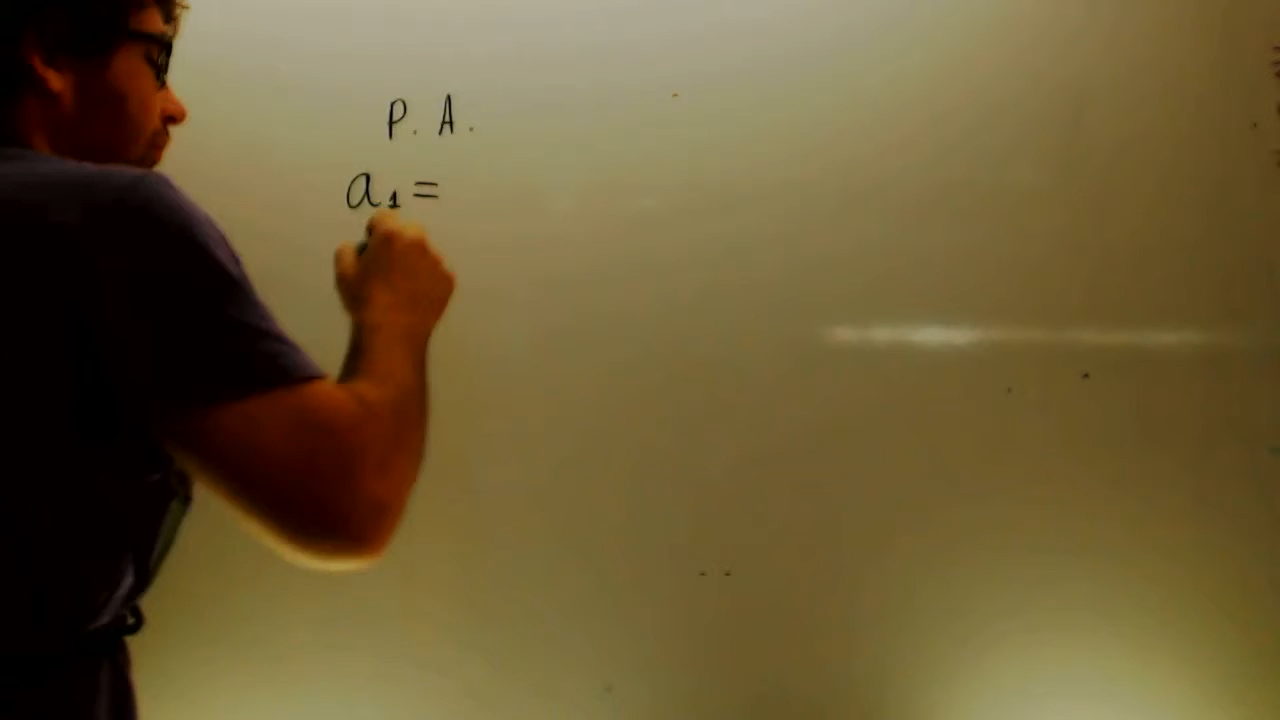 P. A.
a₁ =